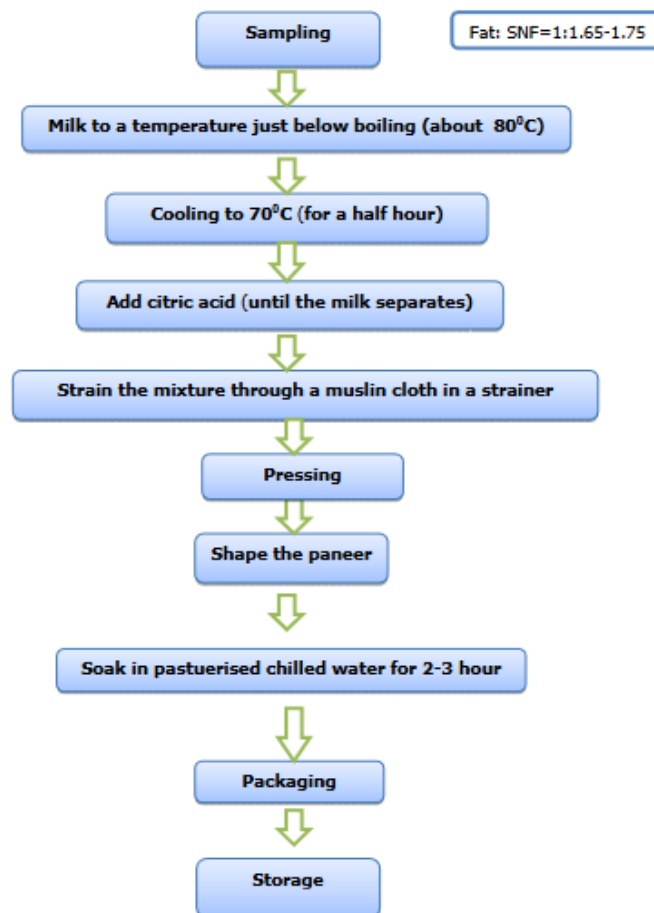 Sampling
Fat: SNF=1:1.65-1.75
Milk to a temperature just below boiling (about 80⁰C)
Cooling to 70⁰C (for a half hour)
Add citric acid (until the milk separates)
Strain the mixture through a muslin cloth in a strainer
Pressing
Shape the paneer
Soak in pastuerised chilled water for 2-3 hour
Packaging
Storage